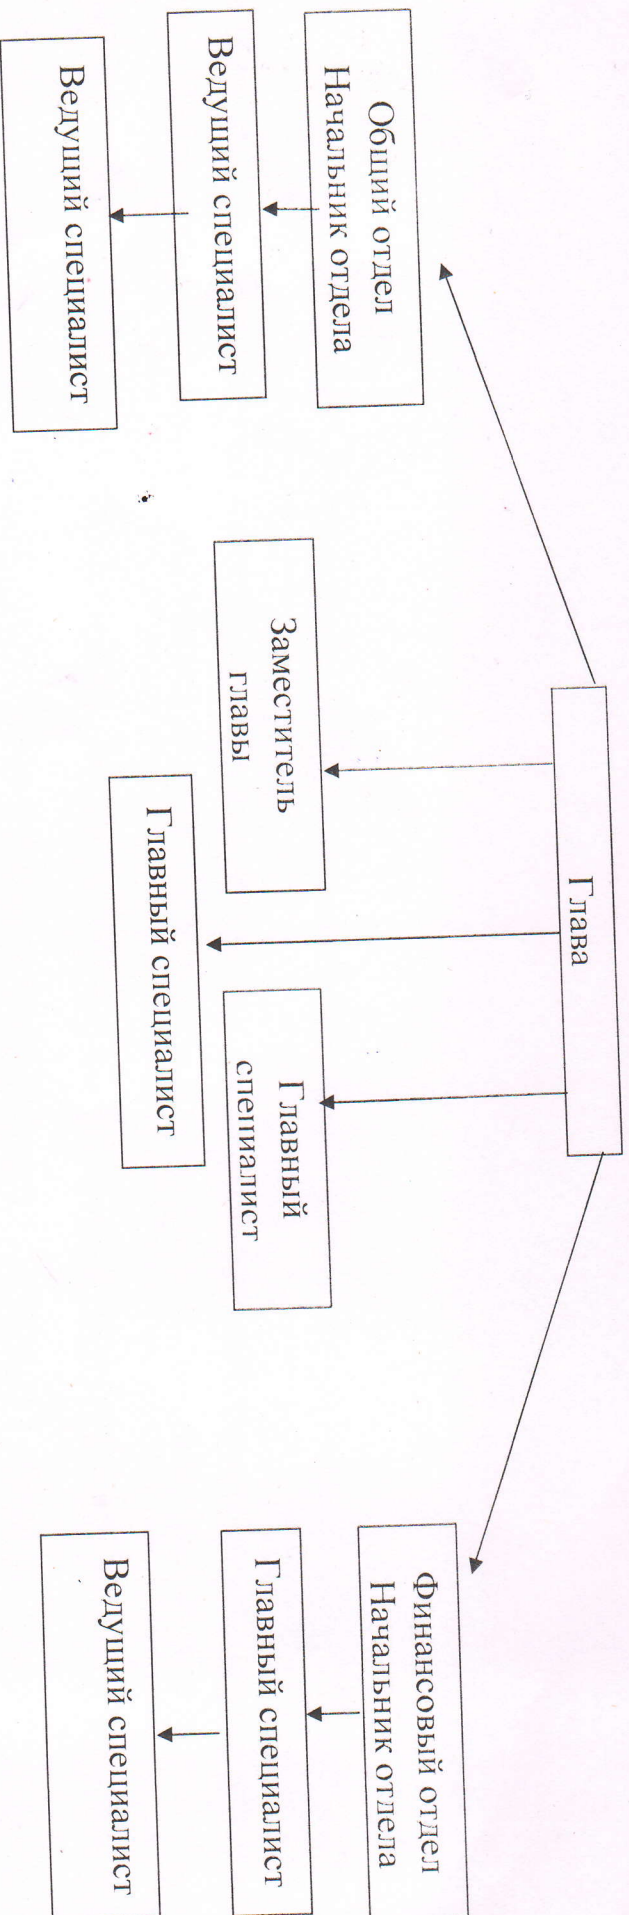 Глава
Общий отдел
Начальник отдела
Ведущий специалист
Ведущий специалист
Заместитель
главы
Главный специалист
Главный
специалист
Финансовый отдел
Начальник отдела
Главный специалист
Ведущий специалист